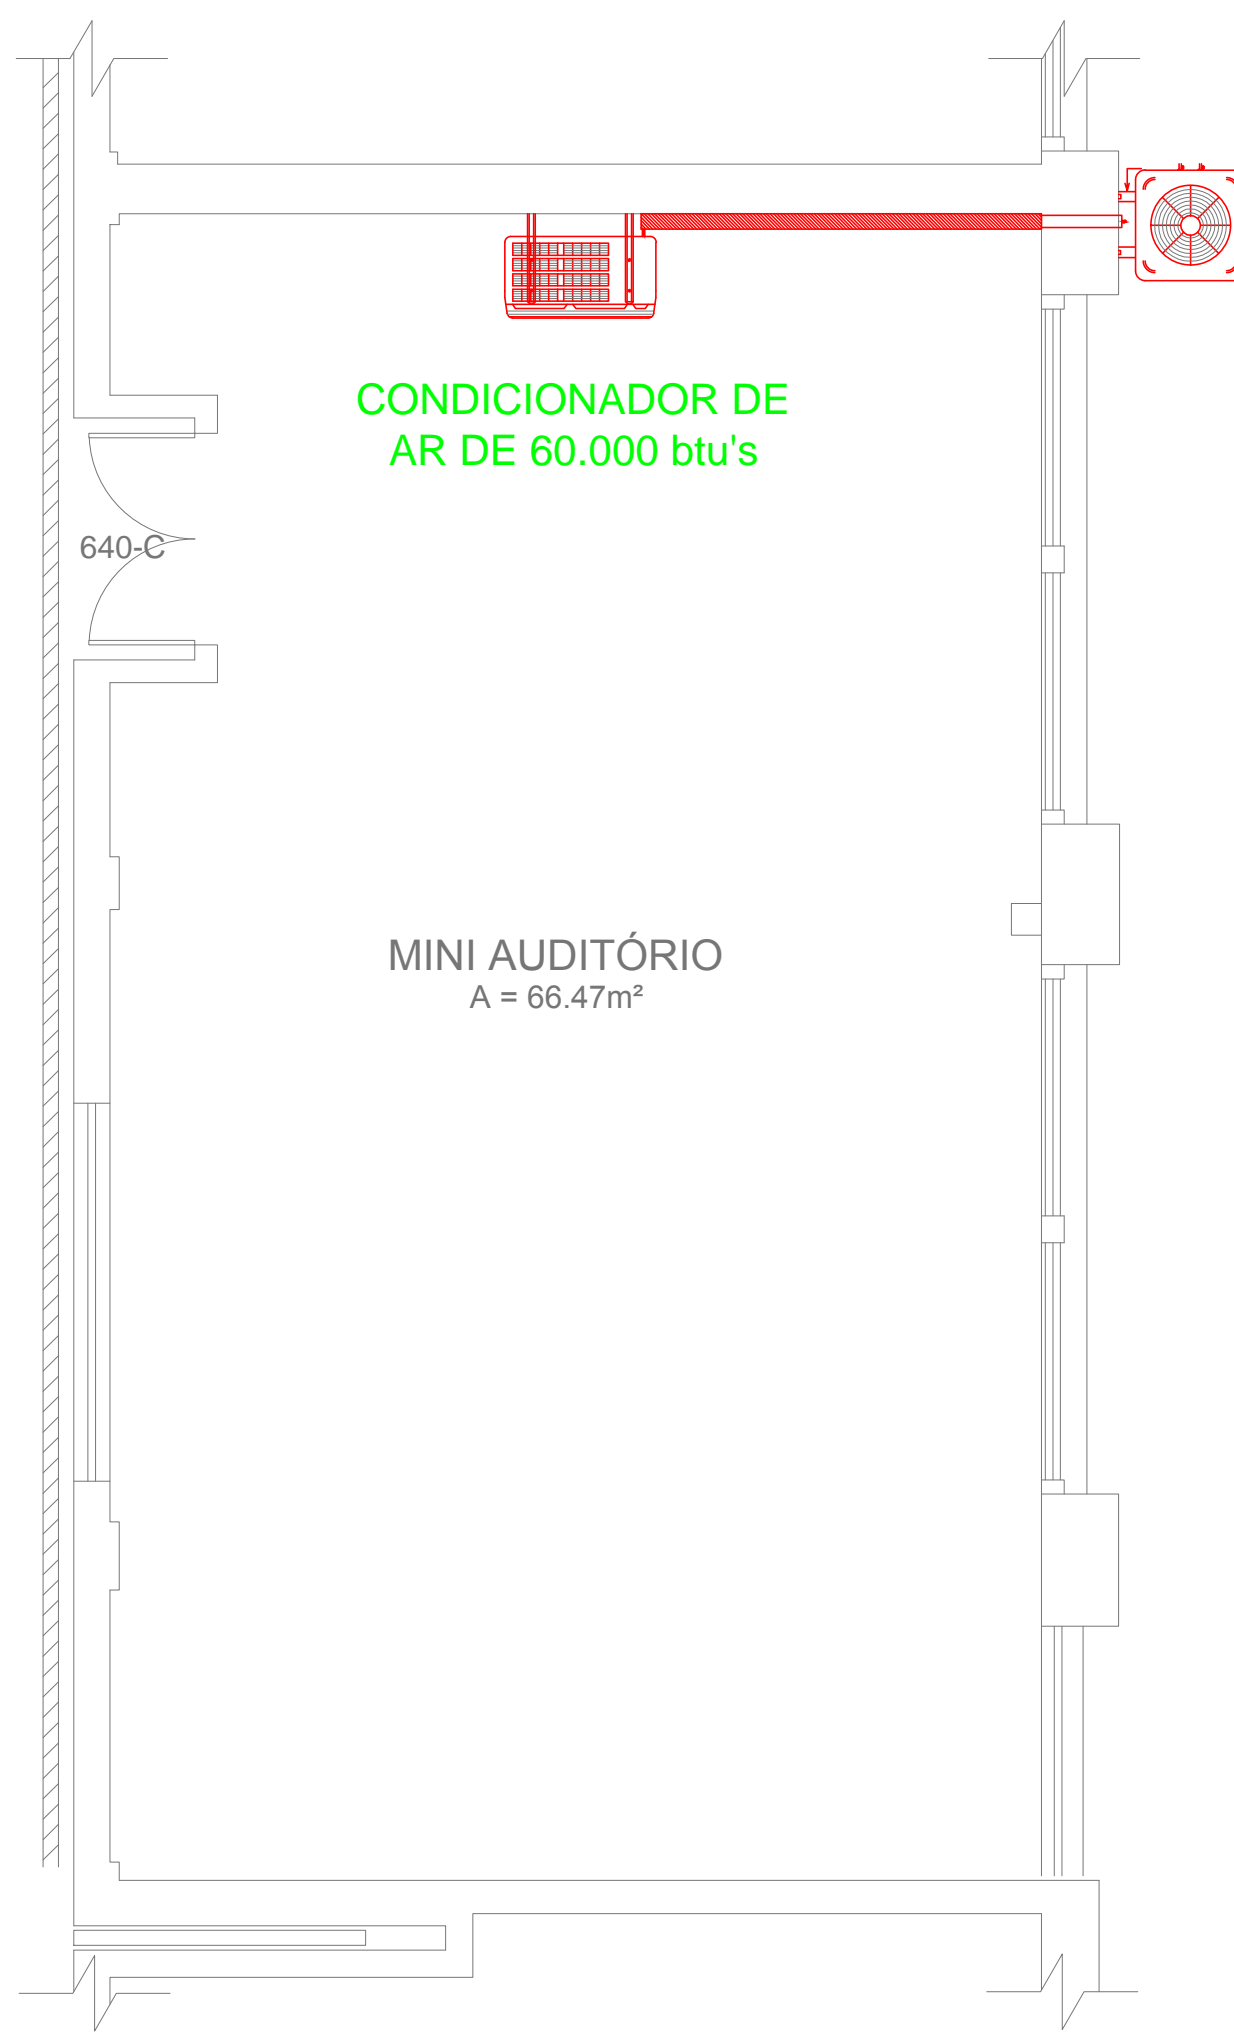 CONDICIONADOR DE
AR DE 60.000 btu's
640-C
MINI AUDITÓRIO
A = 66.47m²